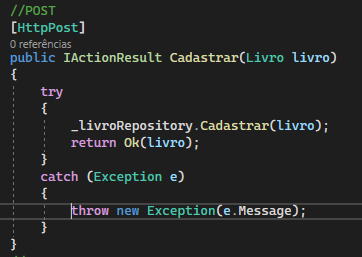 //POST
[HttpPost]
0 referências
public IActionResult Cadastrar(Livro livro)
{
try
{
_livroRepository.Cadastrar(livro);
return Ok(livro);
}
catch (Exception e)
{
throw new Exception(e.Message);
}
}